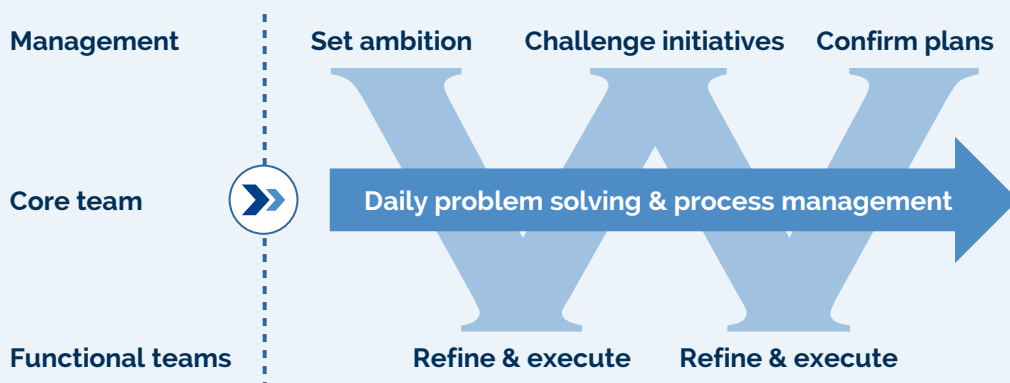 Management
Set ambition
Challenge initiatives
Confirm plans
Core team
Daily problem solving & process management
Functional teams
Refine & execute
Refine & execute